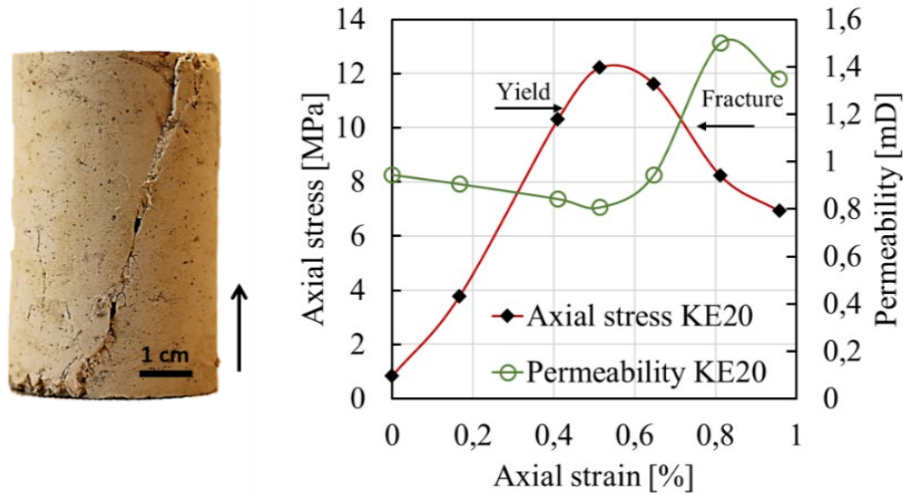 1 cm
Axial stress [MPa]
14
12
10
8
6
4
2
0
Yield
Fracture
Axial stress KE20
Permeability KE20
0
0,2
0,4
0,6
0,8
1
Axial strain [%]
1,6
1,4
1,2
1
0,8
0,6
0,4
0,2
0
Permeability [mD]